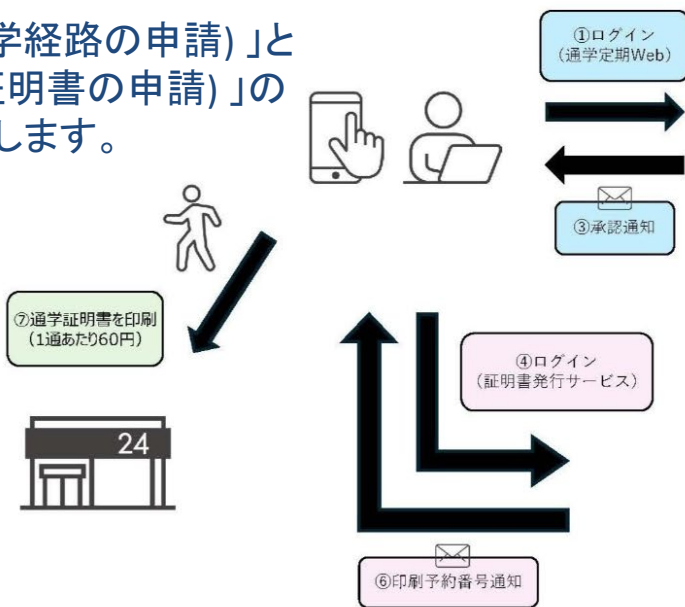 学経路の申請)」と
証明書の申請)」の
します。
①ログイン
(通学定期Web)
③承認通知
⑦通学証明書を印刷
(1通あたり60円)
④ログイン
(証明書発行サービス)
24
⑥印刷予約番号通知